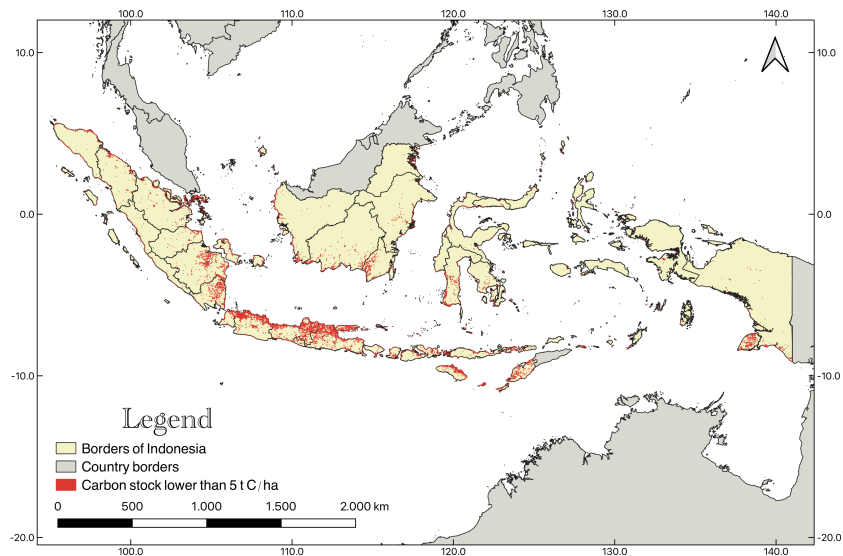 100.0 110.0 120.0 130.0 140.0
10.0 10.0
0.0 0.0
-10.0 -10.0
Legend
Borders of Indonesia
Country borders
Carbon stock lower than 5 t C/ha
0 500 1.000 1.500 2.000 km
-20.0 -20.0
100.0 110.0 120.0 130.0 140.0